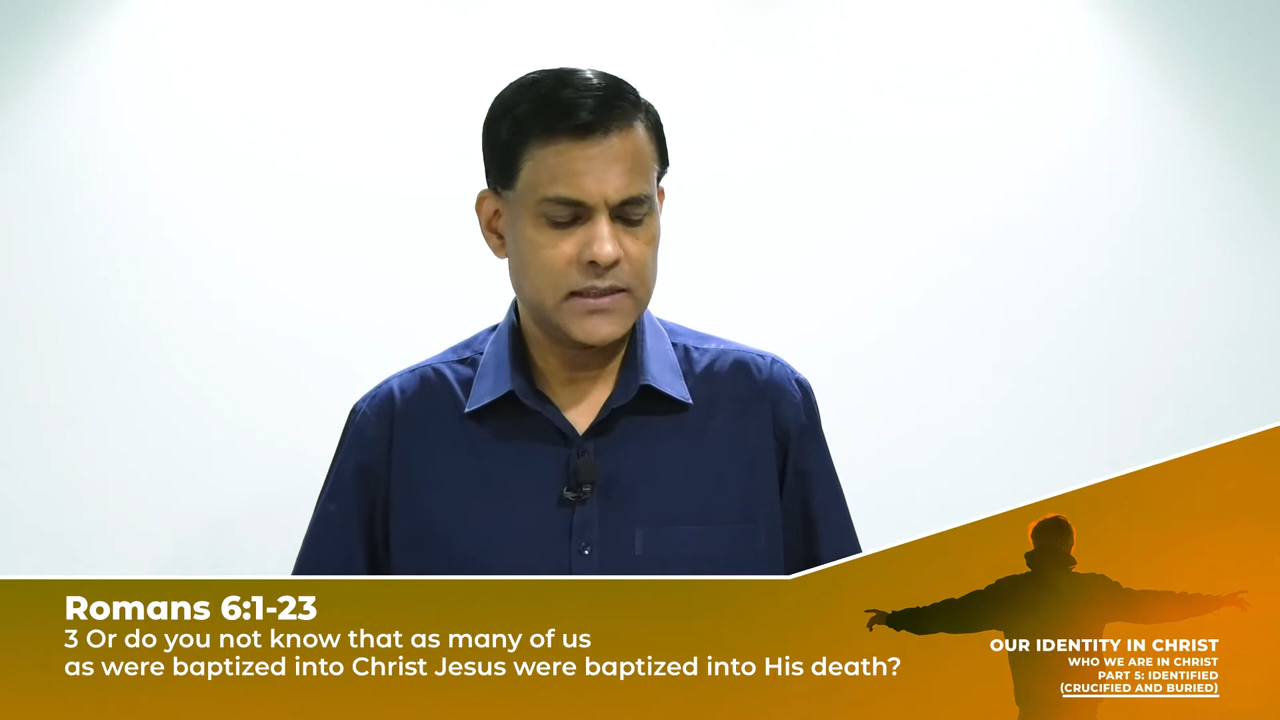 Romans 6:1-23
3 Or do you not know that as many of us
as were baptized into Christ Jesus were baptized into His death?
OUR IDENTITY IN CHRIST
WHO WE ARE IN CHRIST
PART 5: IDENTIFIED
(CRUCIFIED AND BURIED)